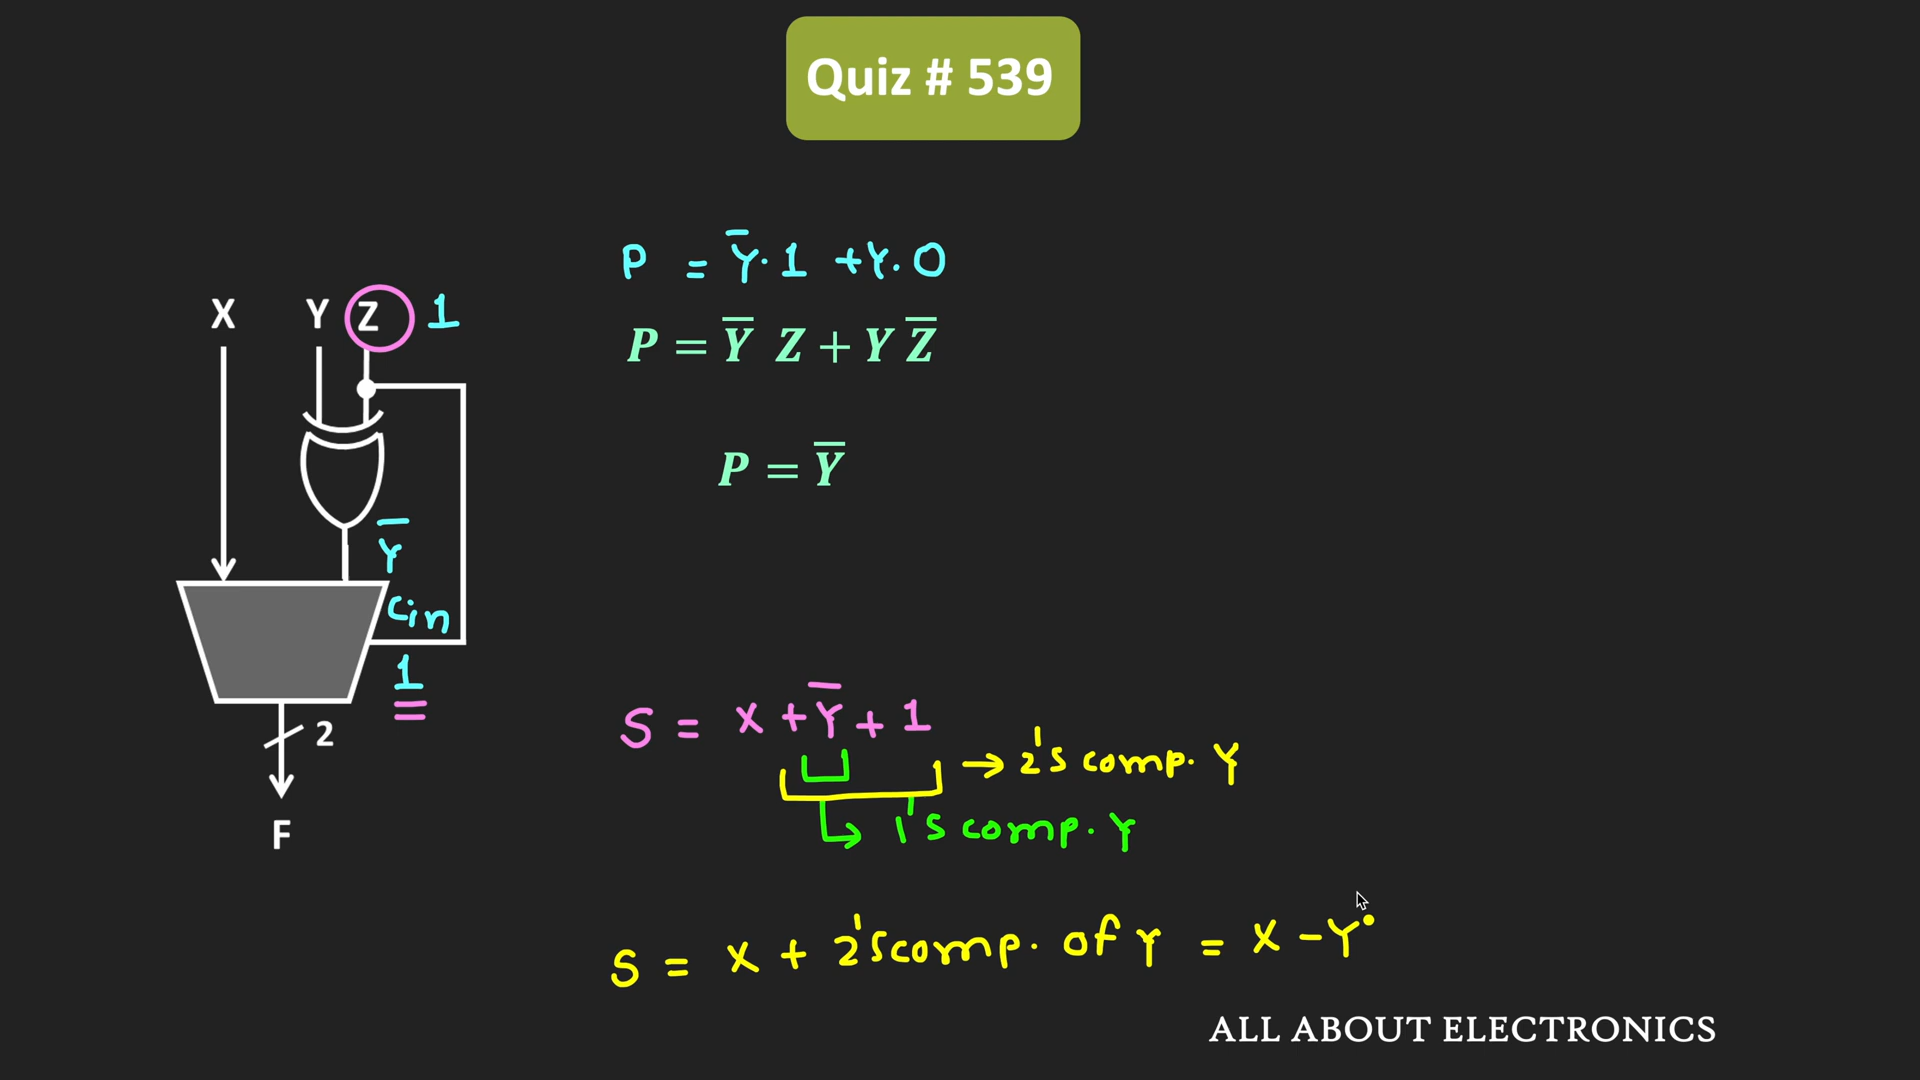 Quiz # 539
X Y Z 1
P = Y̅ · 1 + Y . 0
P = Y̅ Z + Y Z̅
P = Y̅
Y̅
Cin
1
2
F
S = X + Y̅ + 1
→ 2's comp. Y
1's comp. Y
S = X + 2's comp. of Y = X - Y
ALL ABOUT ELECTRONICS